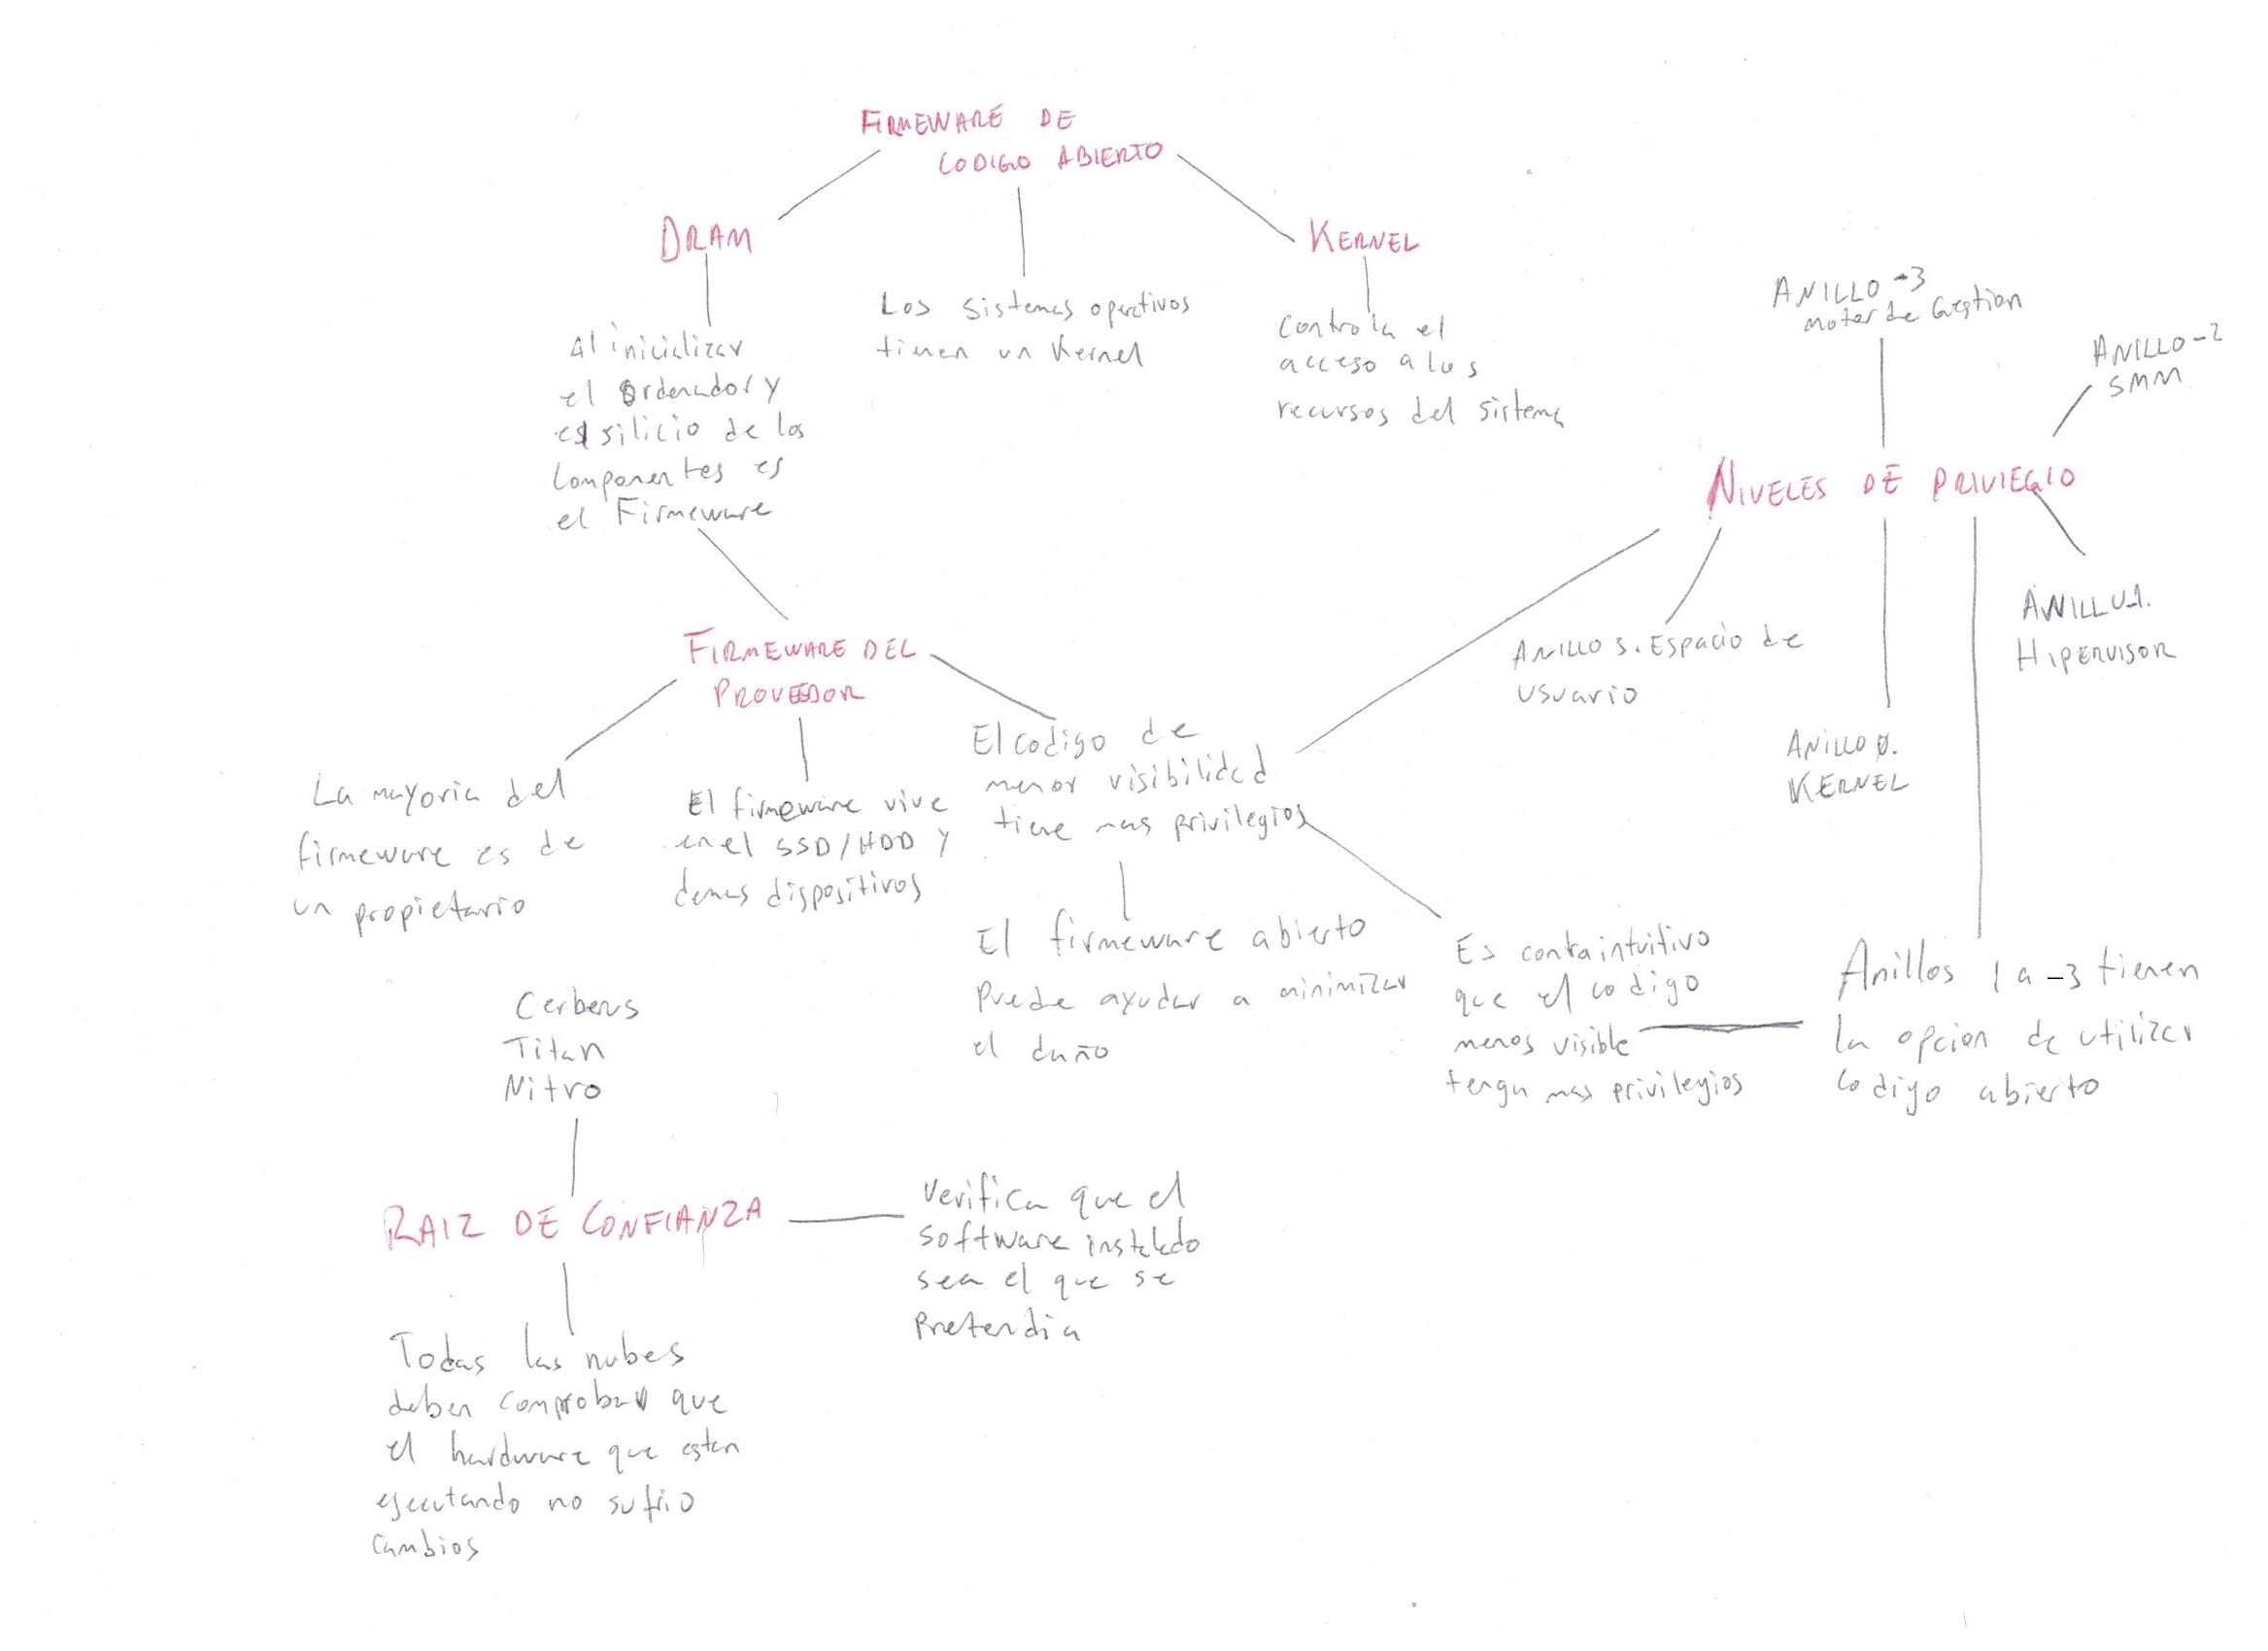 FIRMEWARE DE
CODIGO ABIERTO
DRAM
Al inicializar
el Ordenador y
el silicio de los
Componentes es
el Firmeware
Los Sistemas operativos
tienen un Kernel
KERNEL
Controla el
acceso a los
recursos del sistema
ANILLO -3
motor de Gestion
ANILLO -2
SMM
NIVELES DE PRIVIEGIO
ANILLO 3. Espacio de
usuario
ANILLO 0.
KERNEL
ANILLO -1.
HIPERVISOR
FIRMEWARE DEL
PROVEEDOR
La mayoria del
firmeware es de
un propietario
El firmeware vive
en el SSD/HDD y
demas dispositivos
El codigo de
menor visibilidad
tiene mas privilegios
El firmeware abierto
Puede ayudar a minimizar
el daño
Es contraintuitivo
que el codigo
menos visible
tenga mas privilegios
Anillos 1 a -3 tienen
la opcion de utilizar
codigo abierto
Cerberus
Titan
Nitro
RAIZ DE CONFIANZA
Verifica que el
Software instalado
sea el que se
Pretendia
Todas las nubes
deben comprobar que
el hardware que esten
ejecutando no sufrio
Cambios